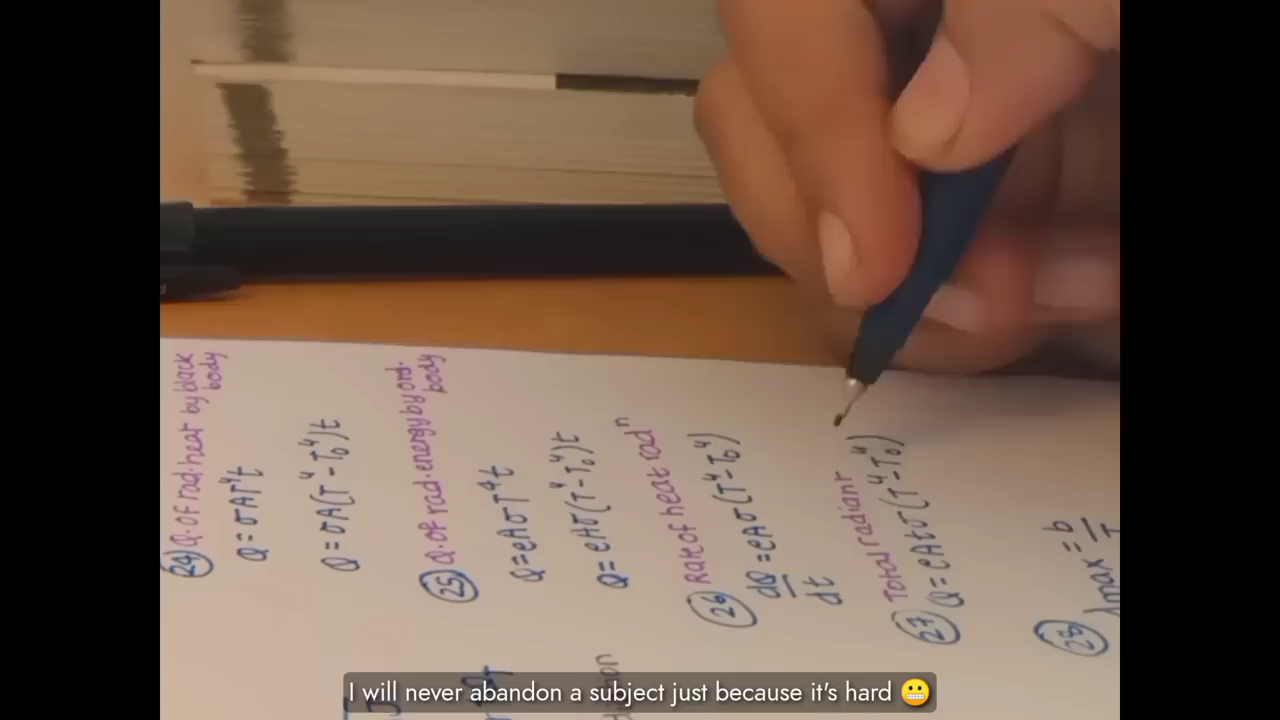 24 Q. of rad. heat by black
body
Q = σAT⁴t
Q = σA(T⁴-T₀⁴)t
25 Q. of rad. energy by ord.
body
Q = eAσT⁴t
Q = eAσ(T⁴-T₀⁴)t
26 Rate of heat radⁿ
dQ = eAσ(T⁴-T₀⁴)
dt
27 Total radiant
Q = eAtσ(T⁴-T₀⁴)
28
λmax = b
I will never abandon a subject just because it's hard 😬